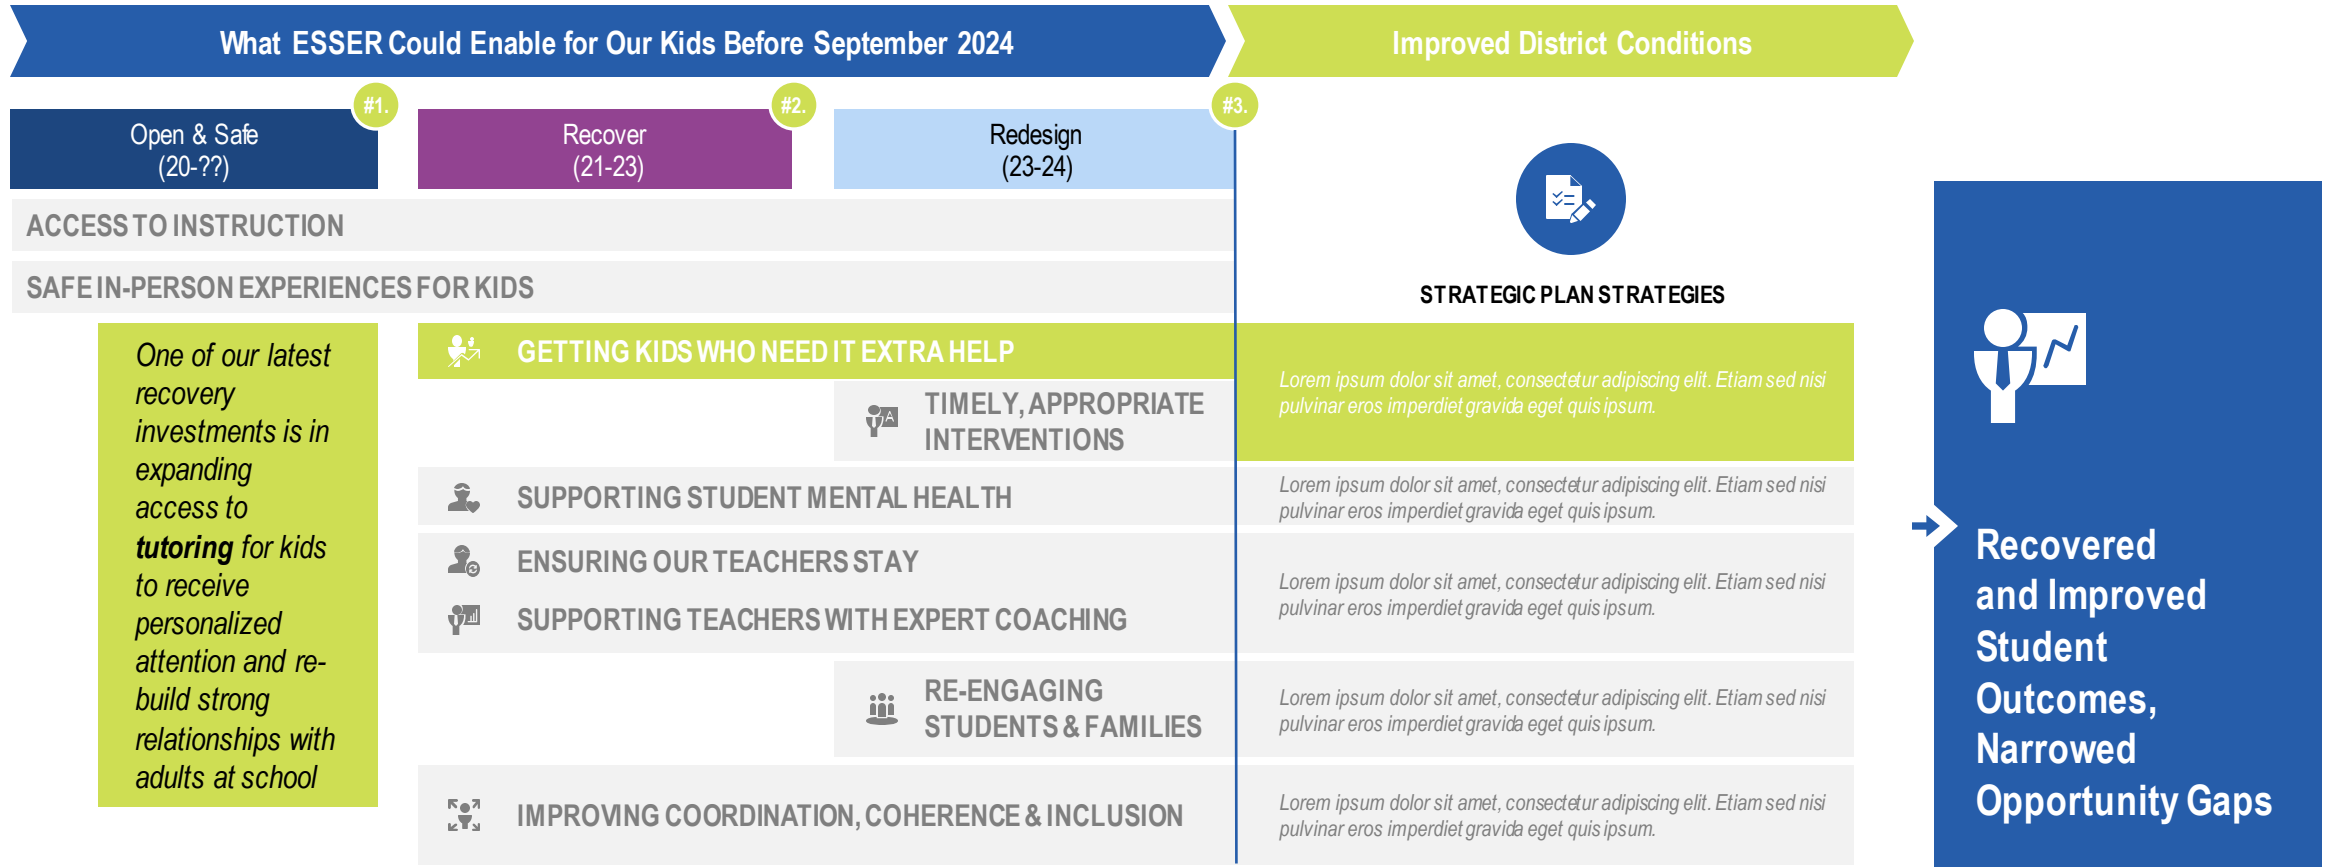 What ESSER Could Enable for Our Kids Before September 2024
Improved District Conditions
#1.
#2.
#3.
Open & Safe
(20-??)
Recover
(21-23)
Redesign
(23-24)
ACCESS TO INSTRUCTION
SAFE IN-PERSON EXPERIENCES FOR KIDS
STRATEGIC PLAN STRATEGIES
One of our latest
recovery
investments is in
expanding
access to
tutoring for kids
to receive
personalized
attention and re-
build strong
relationships with
adults at school
GETTING KIDS WHO NEED IT EXTRA HELP
A
TIMELY, APPROPRIATE
INTERVENTIONS
Lorem ipsum dolor sit amet, consectetur adipiscing elit. Etiam sed nisi
pulvinar eros imperdiet gravida eget quis ipsum.
SUPPORTING STUDENT MENTAL HEALTH
Lorem ipsum dolor sit amet, consectetur adipiscing elit. Etiam sed nisi
pulvinar eros imperdiet gravida eget quis ipsum.
ENSURING OUR TEACHERS STAY
SUPPORTING TEACHERS WITH EXPERT COACHING
Lorem ipsum dolor sit amet, consectetur adipiscing elit. Etiam sed nisi
pulvinar eros imperdiet gravida eget quis ipsum.
RE-ENGAGING
STUDENTS & FAMILIES
Lorem ipsum dolor sit amet, consectetur adipiscing elit. Etiam sed nisi
pulvinar eros imperdiet gravida eget quis ipsum.
IMPROVING COORDINATION, COHERENCE & INCLUSION
Lorem ipsum dolor sit amet, consectetur adipiscing elit. Etiam sed nisi
pulvinar eros imperdiet gravida eget quis ipsum.
Recovered
and Improved
Student
Outcomes,
Narrowed
Opportunity Gaps